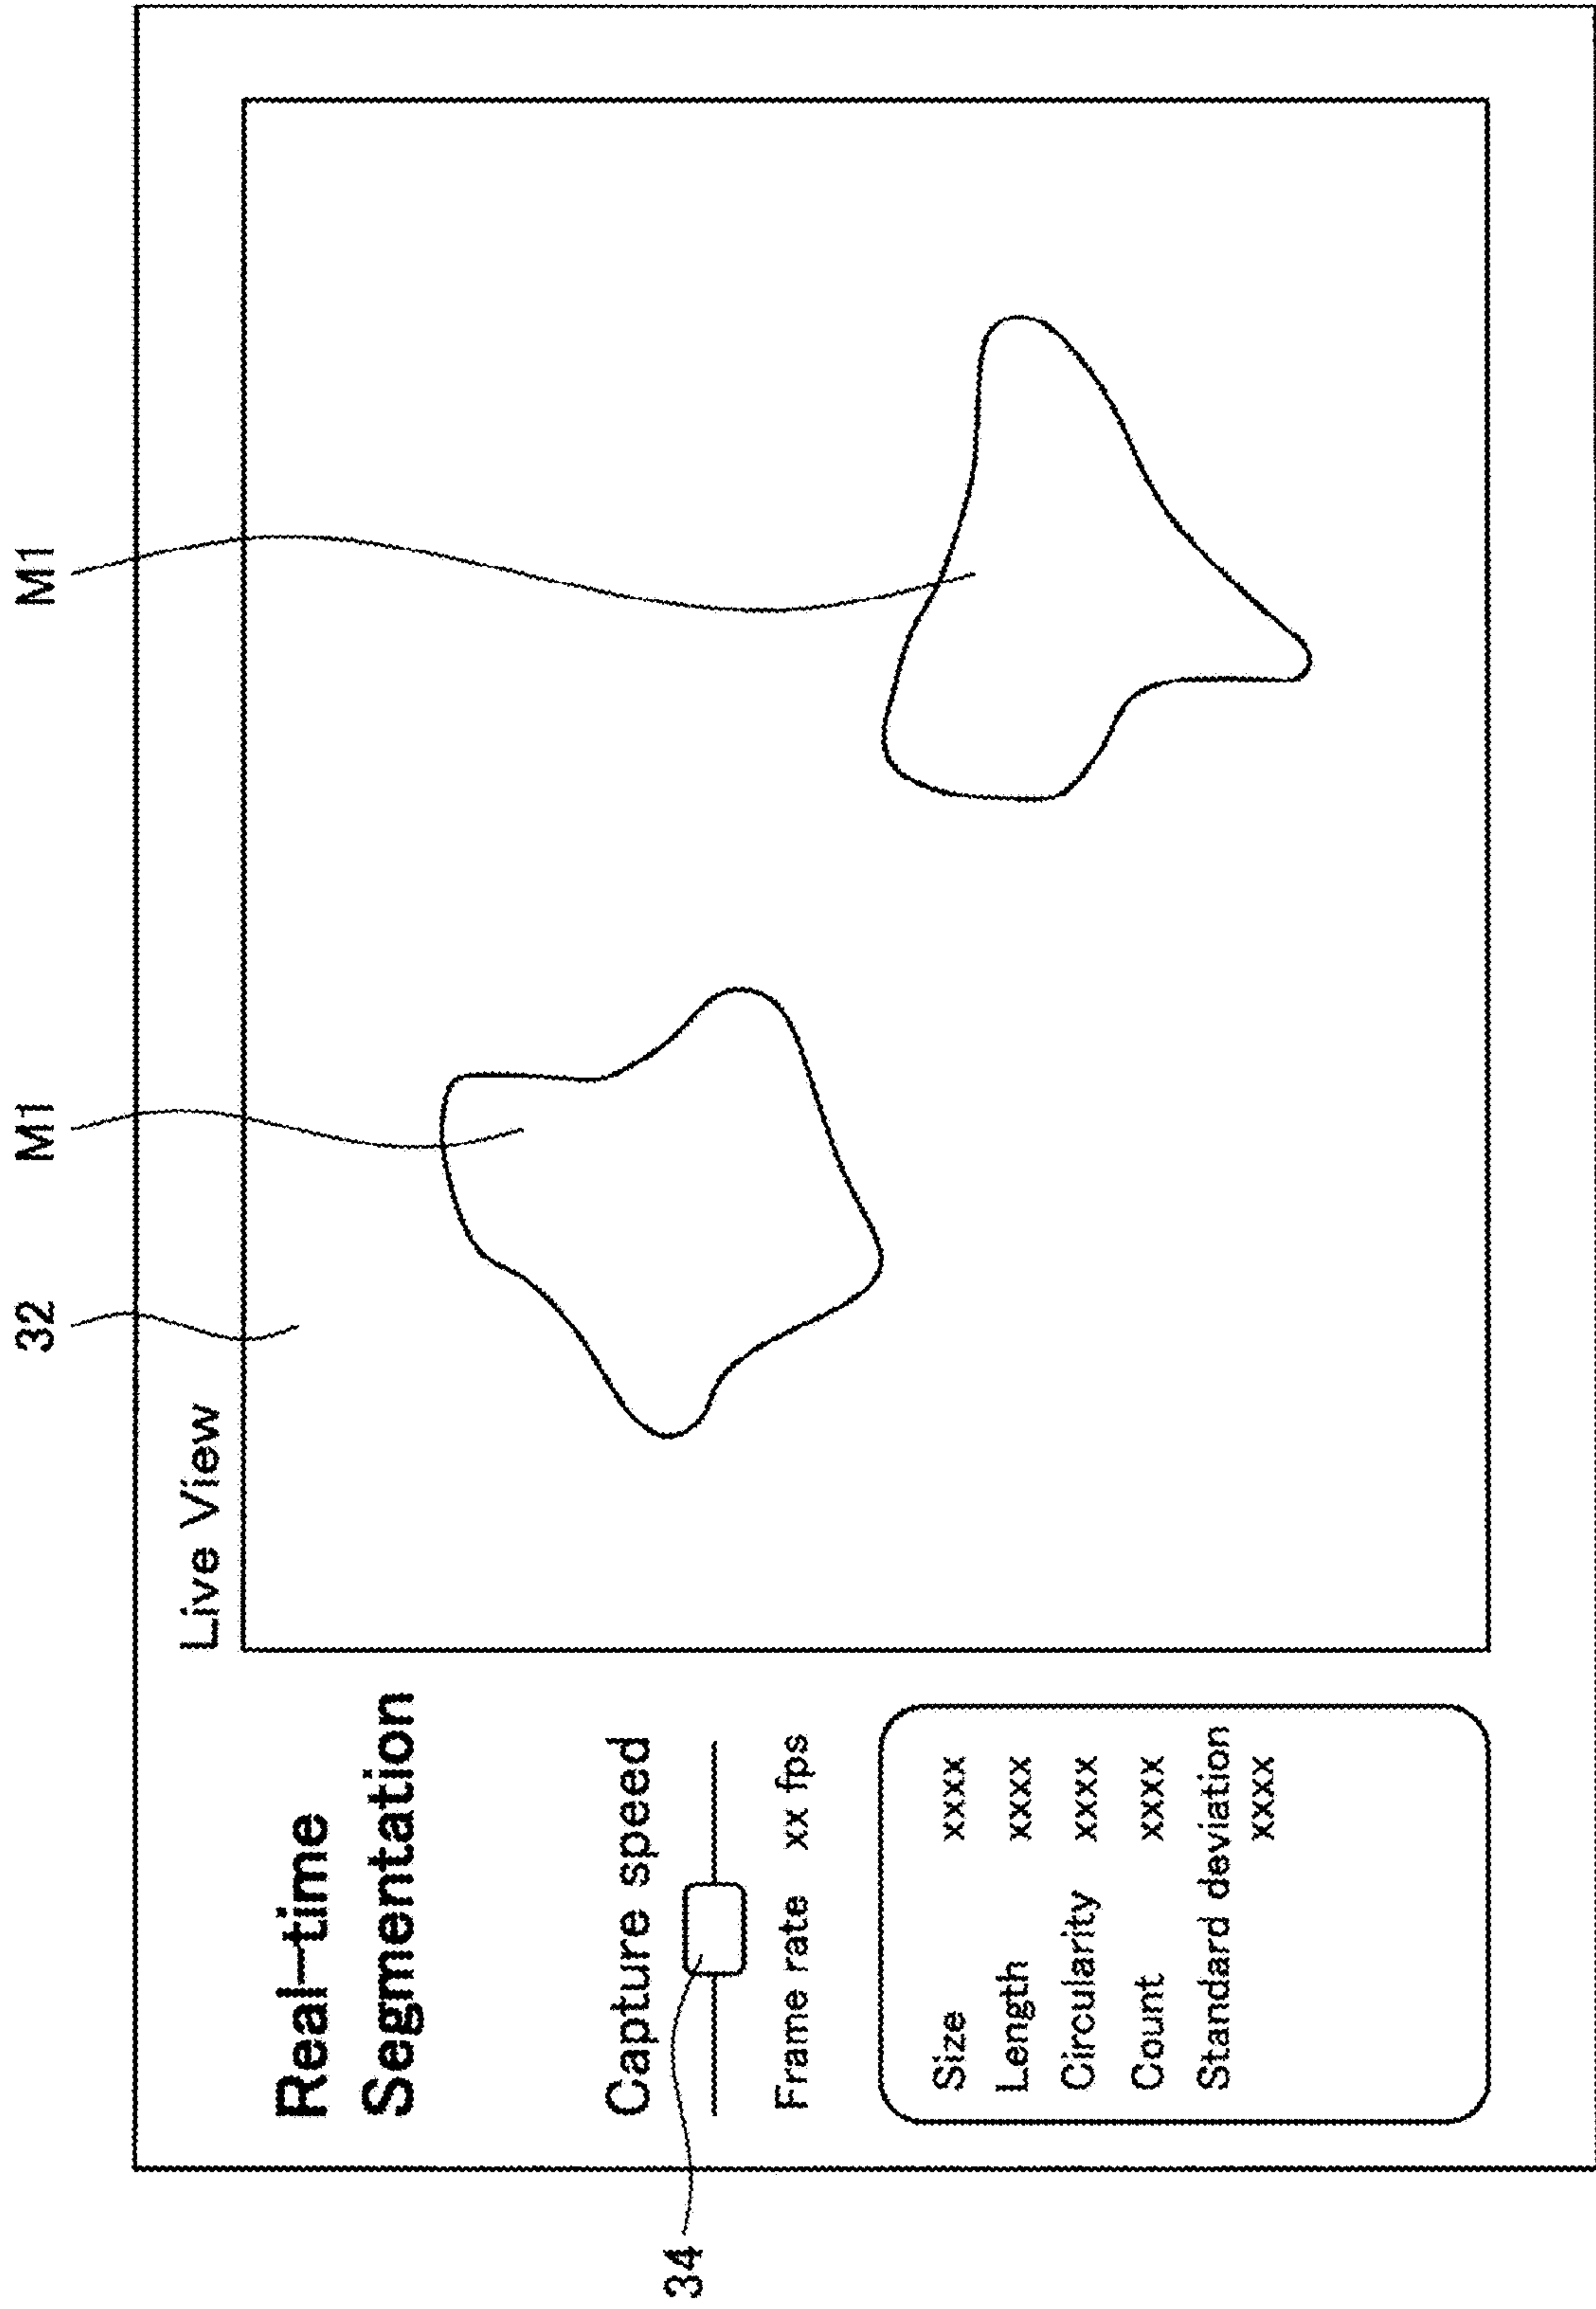 32
M1
M1
Live View
Real-time
Segmentation
Capture speed
34
Frame rate xx fps
Size xxxx
Length xxxx
Circularity xxxx
Count xxxx
Standard deviation
xxxx